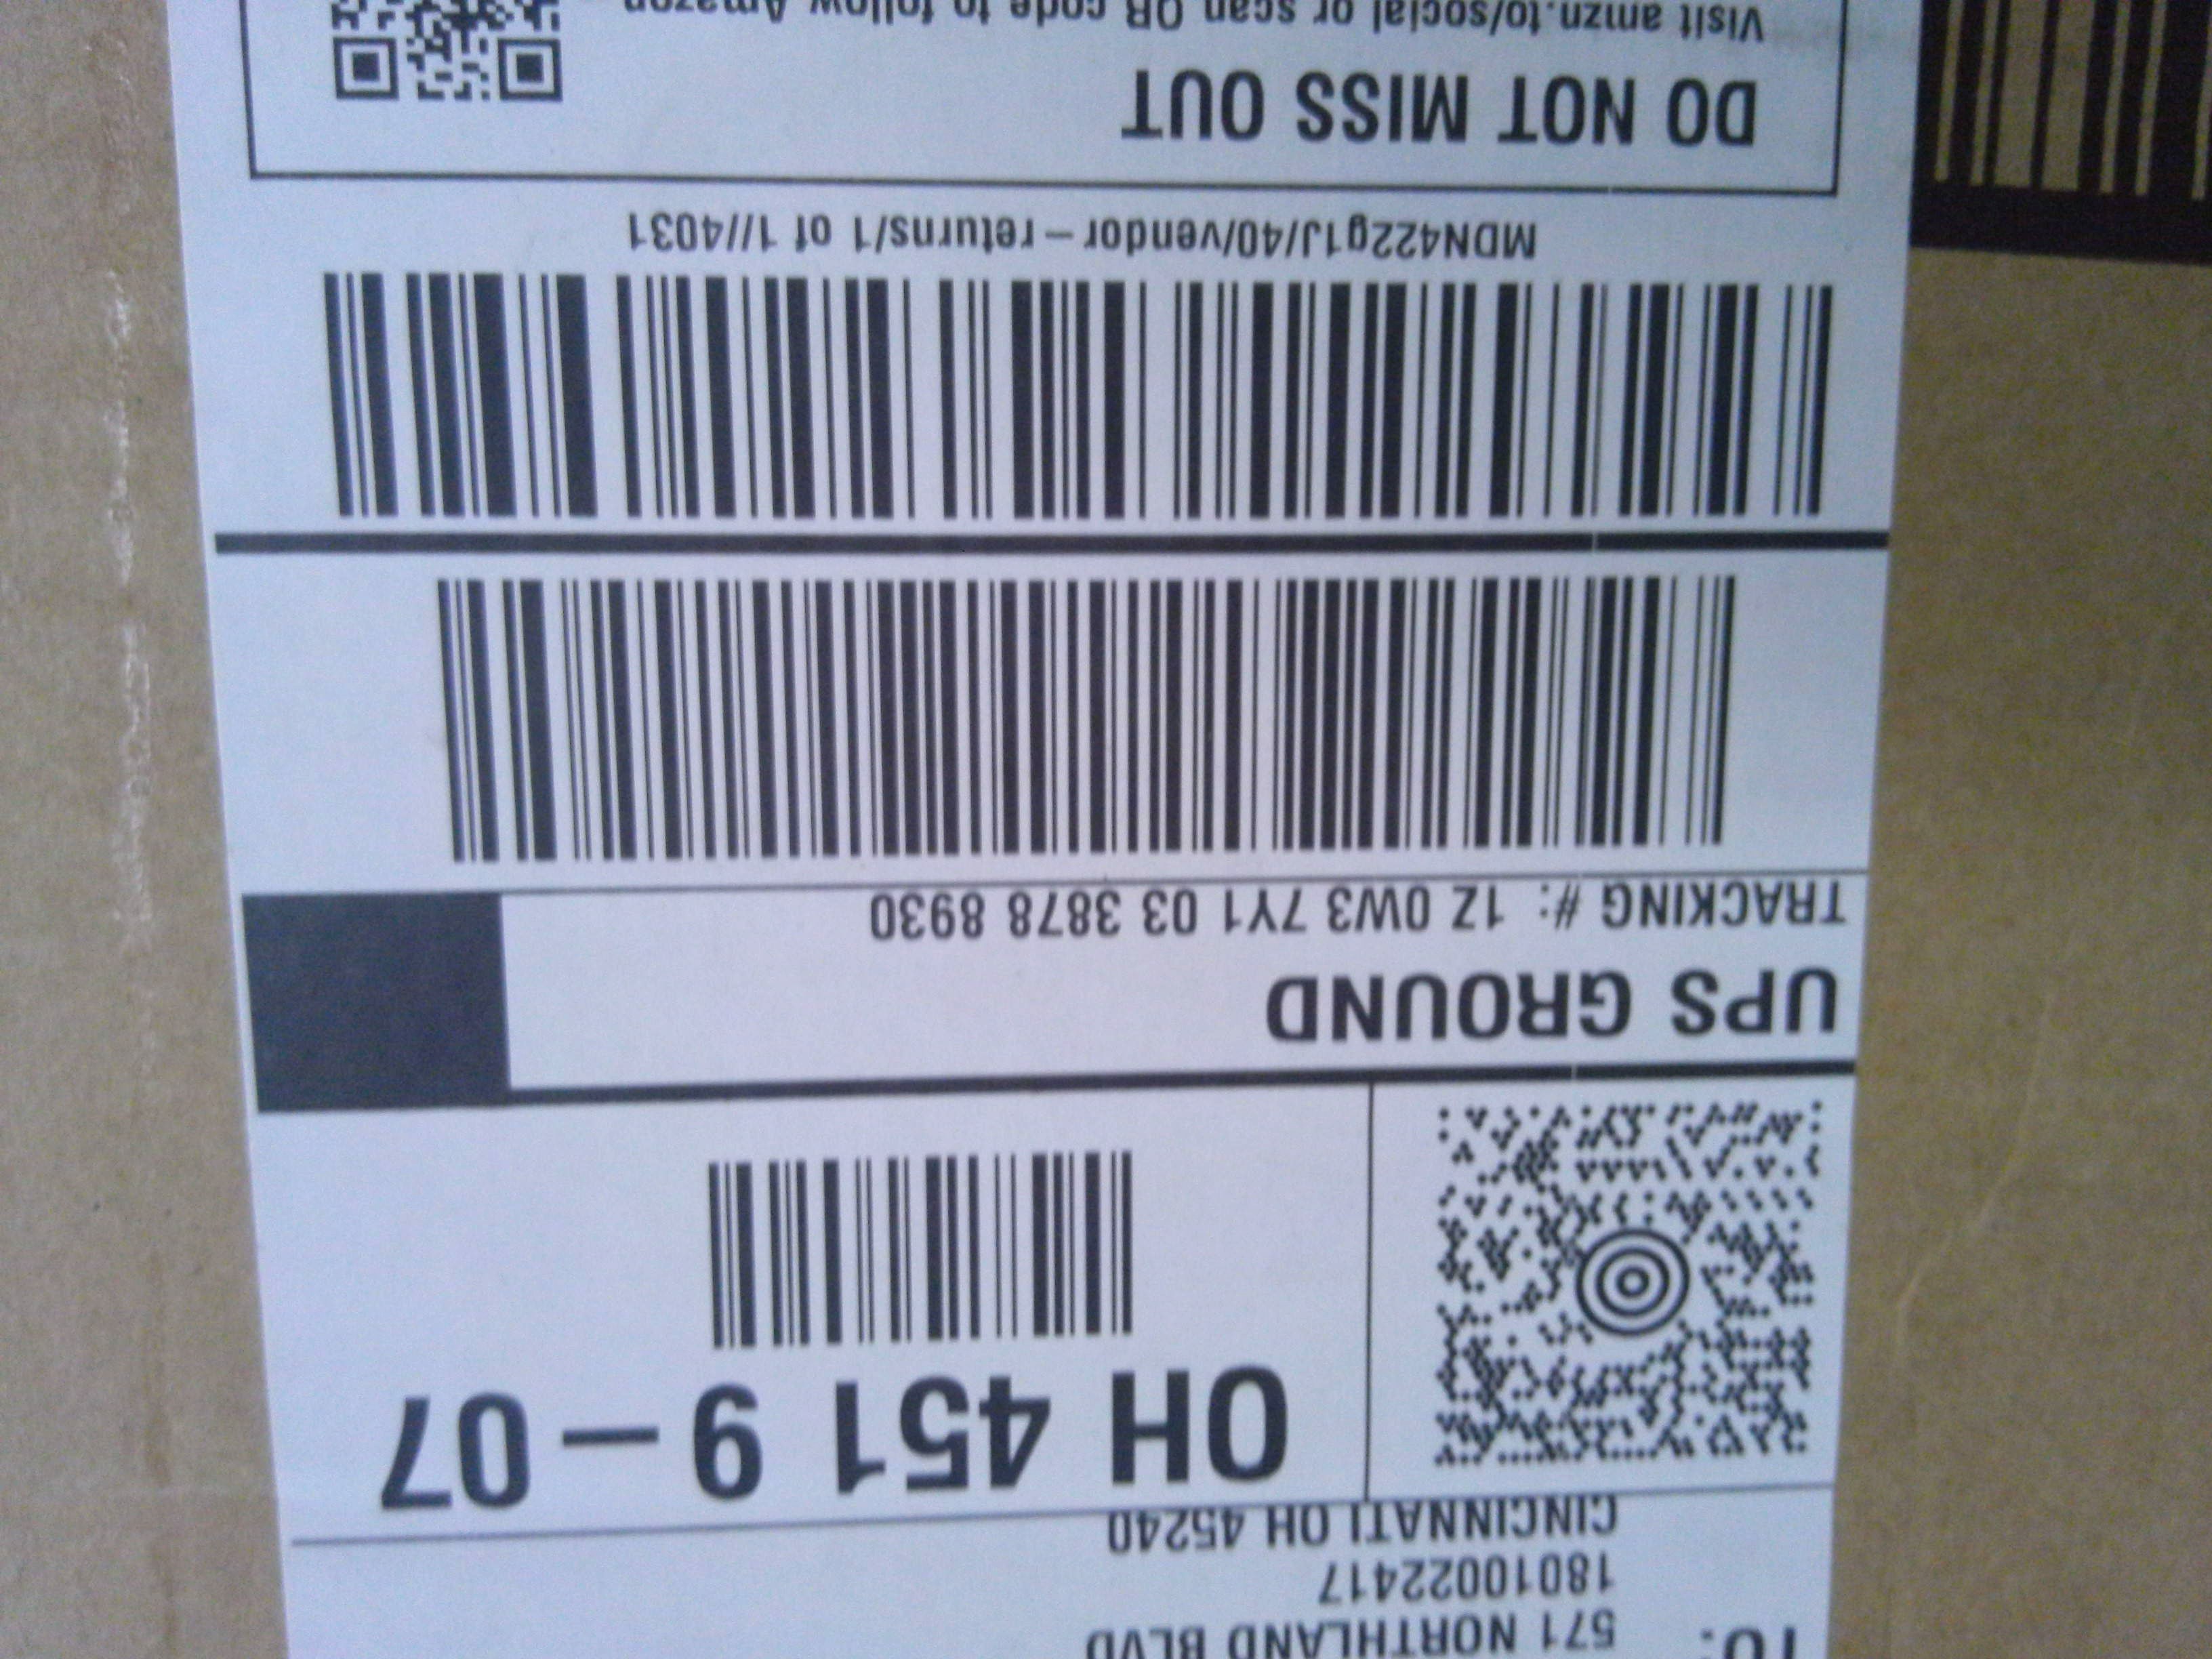 TO:
571 NORTHLAND BLVD
18010022417
CINCINNATI OH 45240
OH 451 9-07
UPS GROUND
TRACKING #: 1Z 0W3 7Y1 03 3878 8930
MDN422g1J/40/vendor-returns/1 of 1//4031
DO NOT MISS OUT
Visit amzn.to/social or scan QR code to follow Amazon